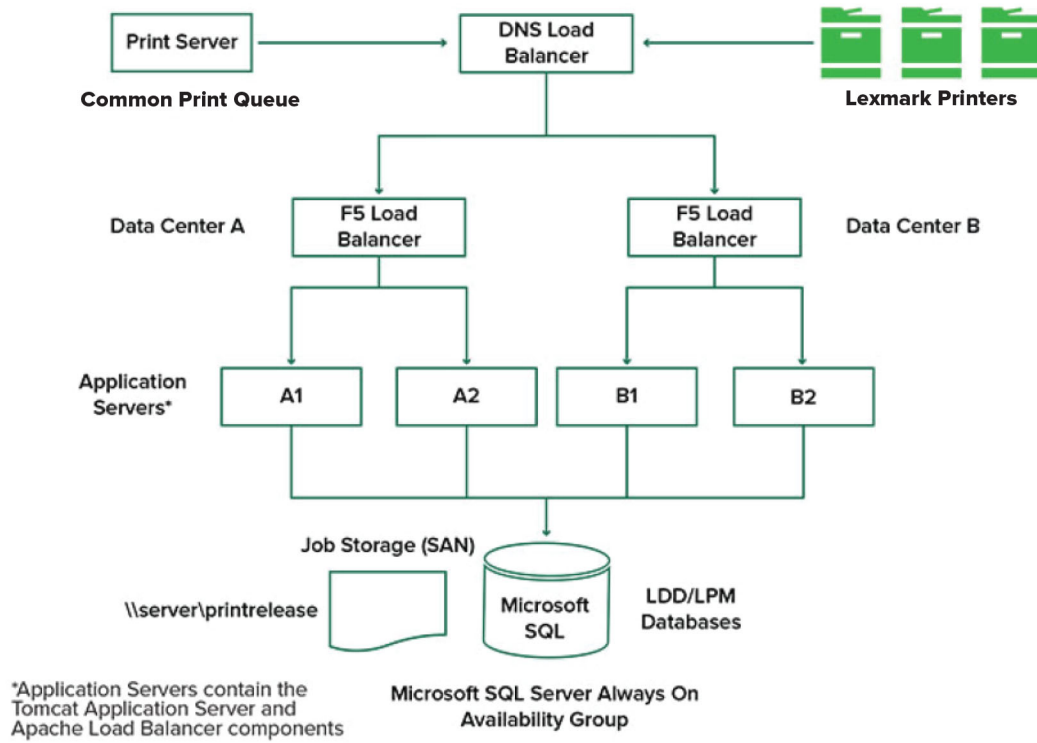 Print Server
DNS Load
Balancer
Common Print Queue
Lexmark Printers
Data Center A
F5 Load
Balancer
F5 Load
Balancer
Data Center B
Application
Servers*
A1
A2
B1
B2
Job Storage (SAN)
\\server\printrelease
Microsoft
SQL
LDD/LPM
Databases
*Application Servers contain the
Tomcat Application Server and
Apache Load Balancer components
Microsoft SQL Server Always On
Availability Group